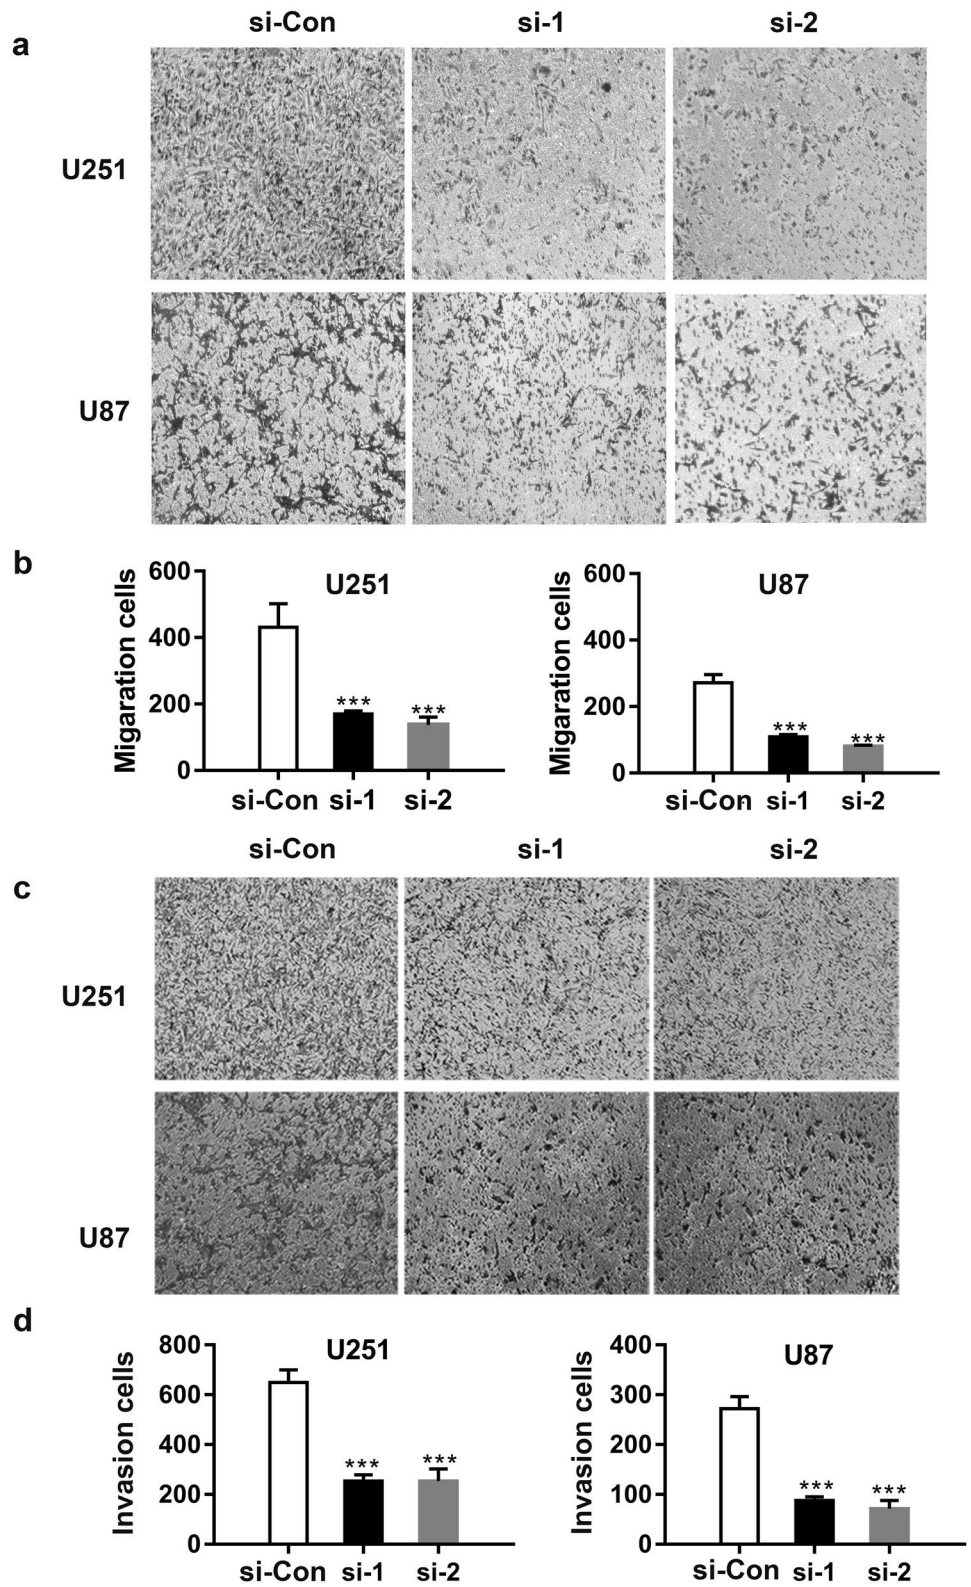 si-Con si-1 si-2
a
U251
U87
b
600
400
200
0
Migaration cells
U251
***
***
si-Con si-1 si-2
600
400
200
0
Migaration cells
U87
***
***
si-Con si-1 si-2
si-Con si-1 si-2
c
U251
U87
d
800
600
400
200
0
Invasion cells
U251
***
***
si-Con si-1 si-2
400
300
200
100
0
Invasion cells
U87
***
***
si-Con si-1 si-2